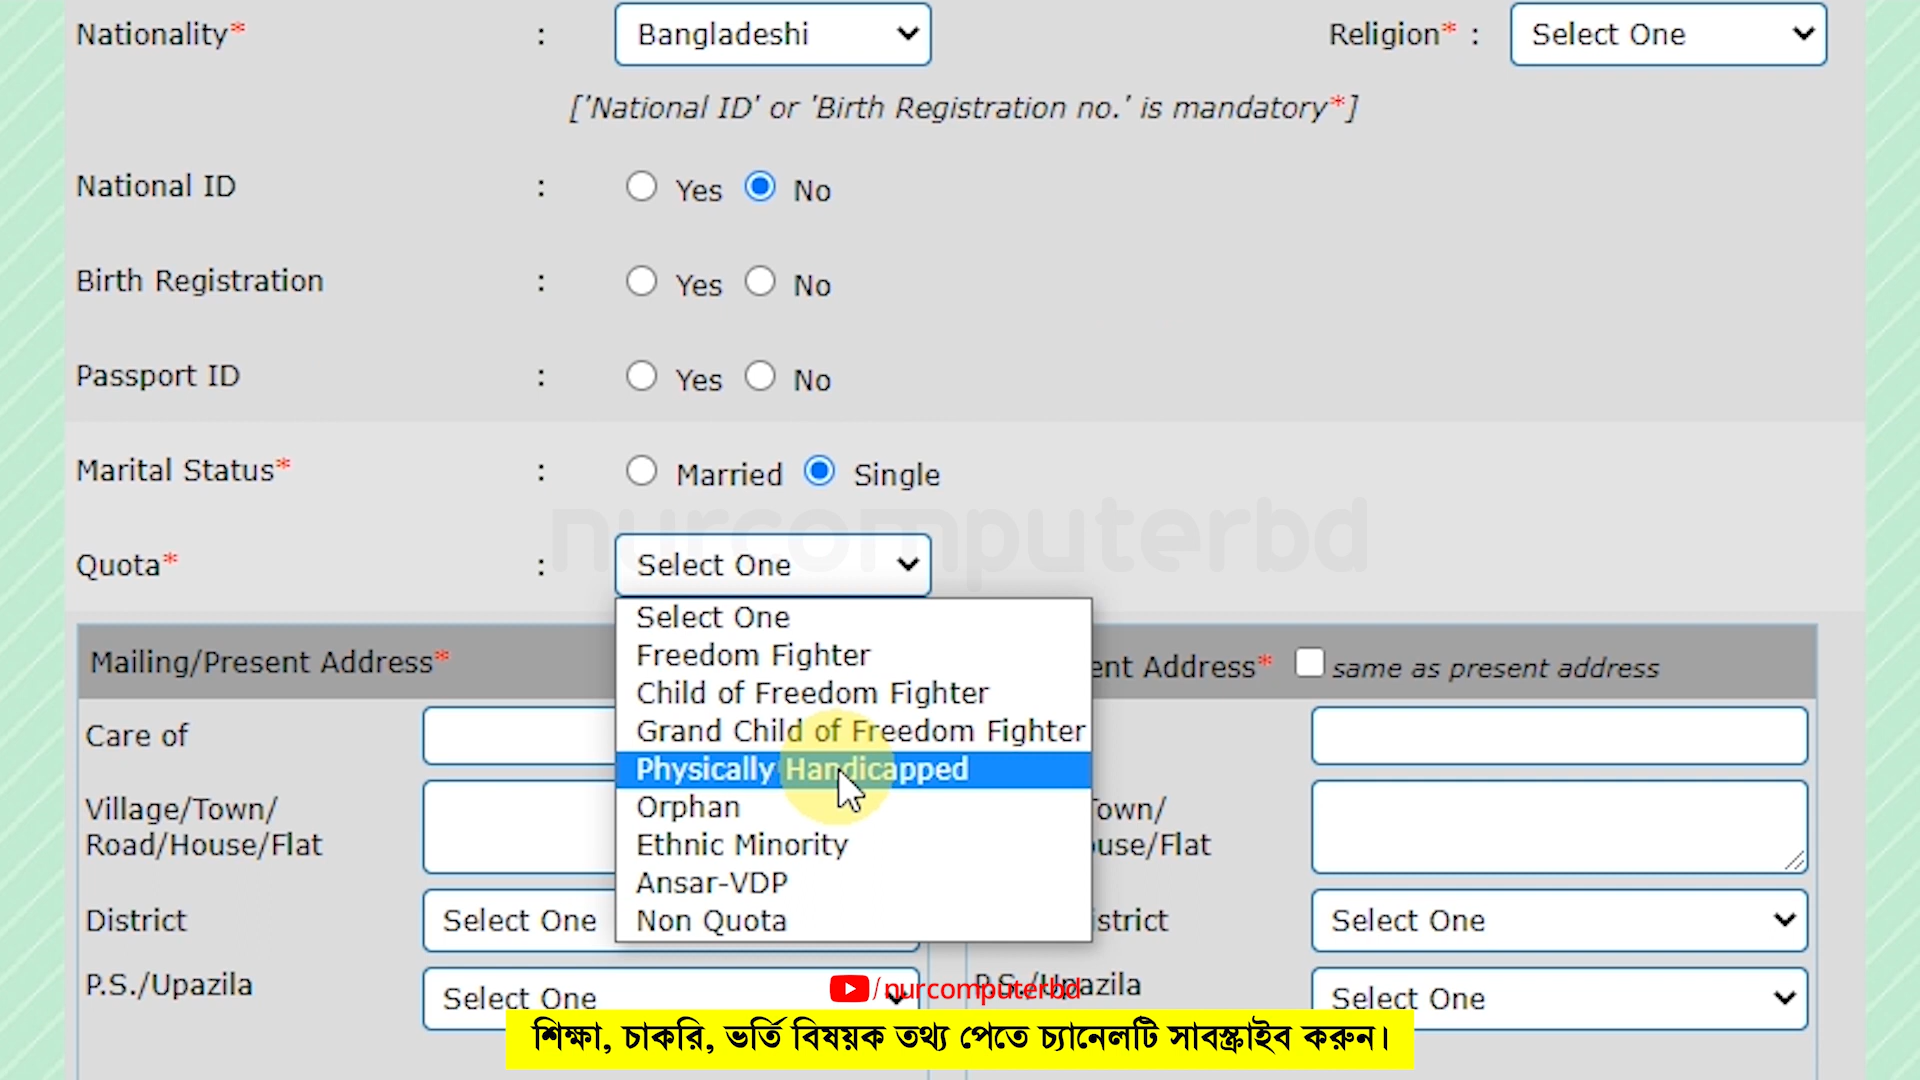 Nationality* : Bangladeshi Religion* : Select One
['National ID' or 'Birth Registration no.' is mandatory*]
National ID : Yes No
Birth Registration : Yes No
Passport ID : Yes No
Marital Status* : Married Single
nurcomputerbd
Quota* : Select One
Select One
Freedom Fighter
Child of Freedom Fighter
Grand Child of Freedom Fighter
Physically Handicapped
Orphan
Ethnic Minority
Ansar-VDP
Non Quota
Mailing/Present Address* ent Address* same as present address
Care of
Village/Town/ own/
Road/House/Flat use/Flat
District Select One istrict Select One
P.S./Upazila Select One P.S./Upazila Select One
/nurcomputerbd
শিক্ষা, চাকরি, ভর্তি বিষয়ক তথ্য পেতে চ্যানেলটি সাবস্ক্রাইব করুন।